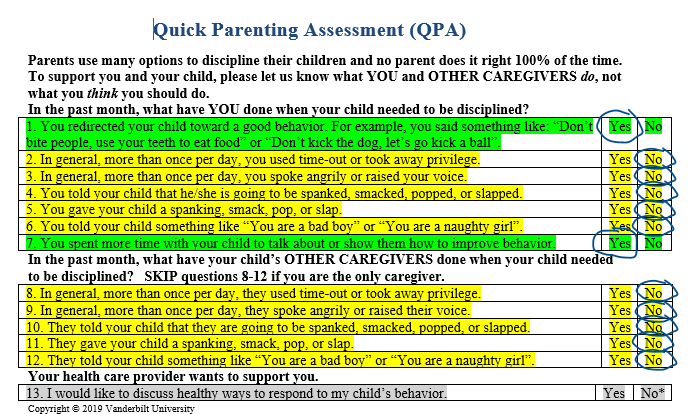 Quick Parenting Assessment (QPA)
Parents use many options to discipline their children and no parent does it right 100% of the time.
To support you and your child, please let us know what YOU and OTHER CAREGIVERS do, not
what you think you should do.
In the past month, what have YOU done when your child needed to be disciplined?
1. You redirected your child toward a good behavior. For example, you said something like: “Don’t Yes No
bite people, use your teeth to eat food” or “Don’t kick the dog, let’s go kick a ball”.
2. In general, more than once per day, you used time-out or took away privilege. Yes No
3. In general, more than once per day, you spoke angrily or raised your voice. Yes No
4. You told your child that he/she is going to be spanked, smacked, popped, or slapped. Yes No
5. You gave your child a spanking, smack, pop, or slap. Yes No
6. You told your child something like “You are a bad boy” or “You are a naughty girl”. Yes No
7. You spent more time with your child to talk about or show them how to improve behavior. Yes No
In the past month, what have your child’s OTHER CAREGIVERS done when your child needed
to be disciplined? SKIP questions 8-12 if you are the only caregiver.
8. In general, more than once per day, they used time-out or took away privilege. Yes No
9. In general, more than once per day, they spoke angrily or raised their voice. Yes No
10. They told your child that they are going to be spanked, smacked, popped, or slapped. Yes No
11. They gave your child a spanking, smack, pop, or slap. Yes No
12. They told your child something like “You are a bad boy” or “You are a naughty girl”. Yes No
Your health care provider wants to support you.
13. I would like to discuss healthy ways to respond to my child’s behavior. Yes No*
Copyright © 2019 Vanderbilt University